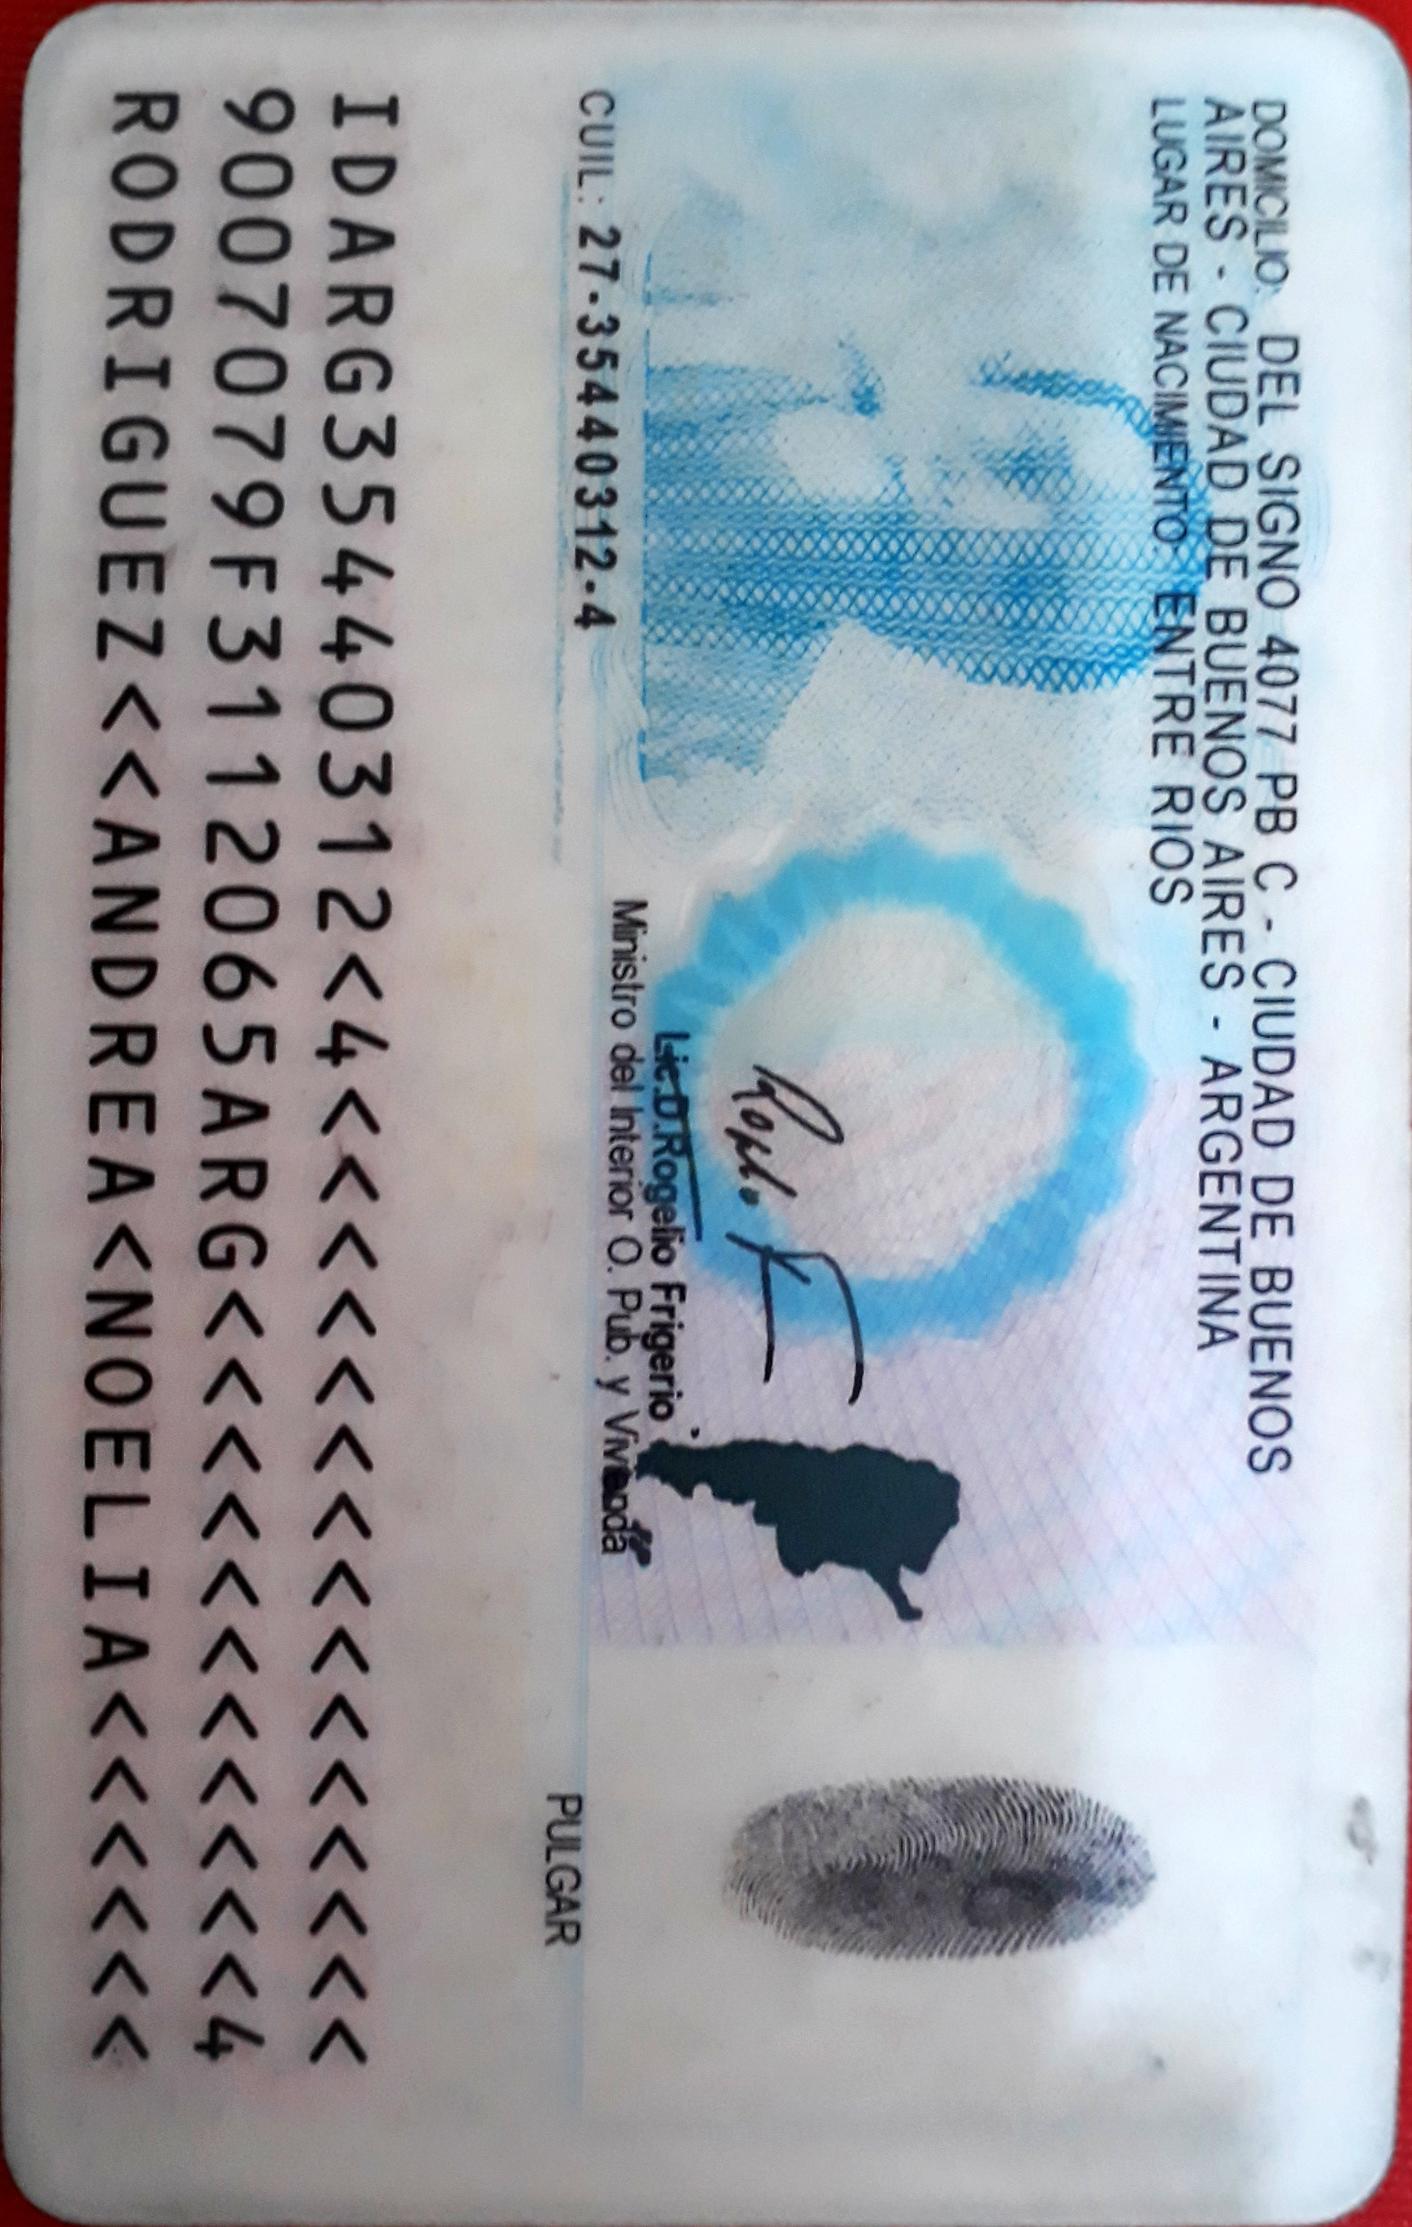 DOMICILIO: DEL SIGNO 4077 PB C - CIUDAD DE BUENOS
AIRES - CIUDAD DE BUENOS AIRES - ARGENTINA
LUGAR DE NACIMIENTO: ENTRE RIOS
Lic.D.Rogelio Frigerio
Ministro del Interior O. Pub. y Vivienda
CUIL: 27-35440312-4
PULGAR
IDARG35440312<4<<<<<<<<<<<<<<<
9007079F3112065ARG<<<<<<<<<<<4
RODRIGUEZ<<ANDREA<NOELIA<<<<<<